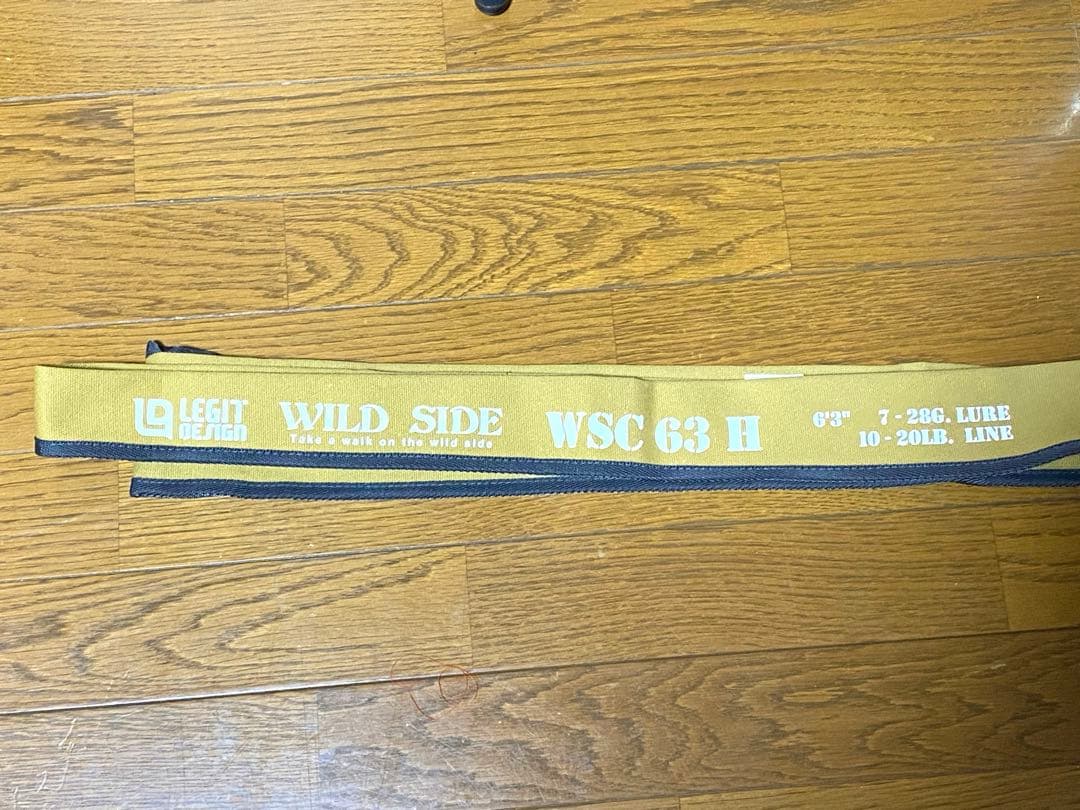 LEGIT
DESIGN
WILD SIDE
Take a walk on the wild side
WSC 63 H
6'3" 7 - 28G. LURE
10 - 20LB. LINE